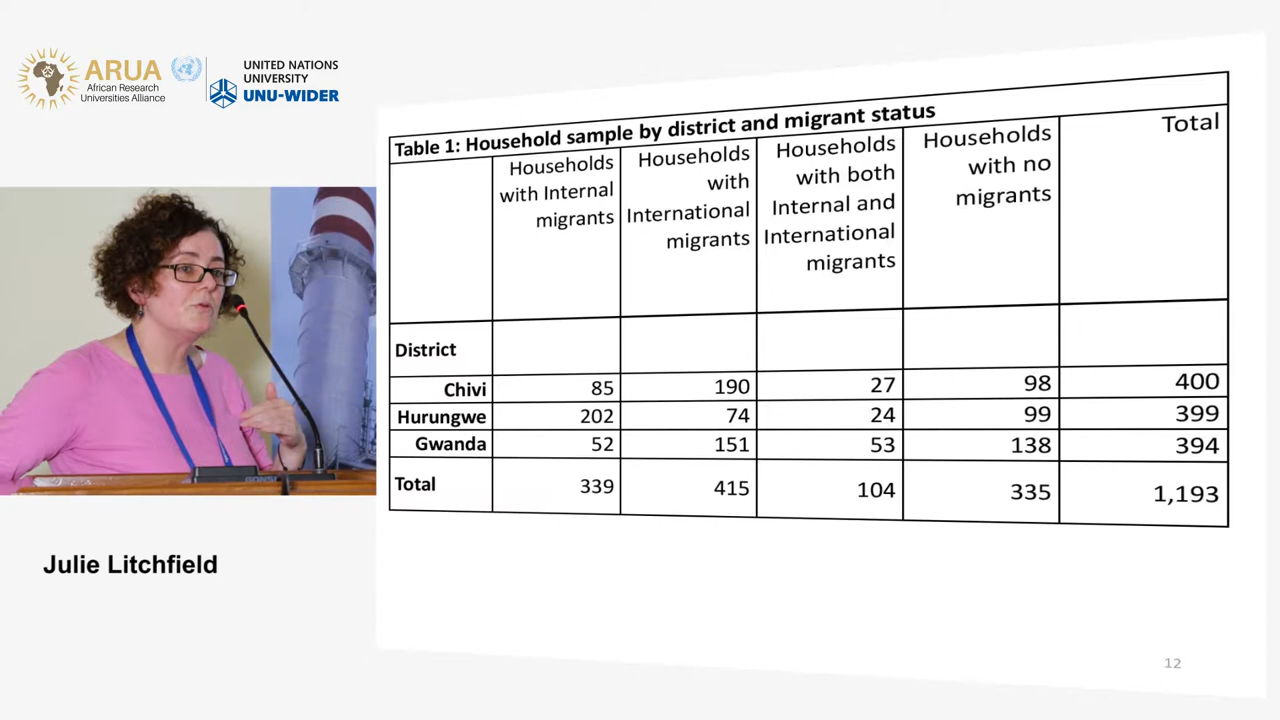 ARUA
African Research
Universities Alliance
UNITED NATIONS
UNIVERSITY
UNU-WIDER
Julie Litchfield
Table 1: Household sample by district and migrant status
Households
with Internal
migrants
Households
with
International
migrants
Households
with both
Internal and
International
migrants
Households
with no
migrants
Total
District
Chivi 85 190 27 98 400
Hurungwe 202 74 24 99 399
Gwanda 52 151 53 138 394
Total 339 415 104 335 1,193
12